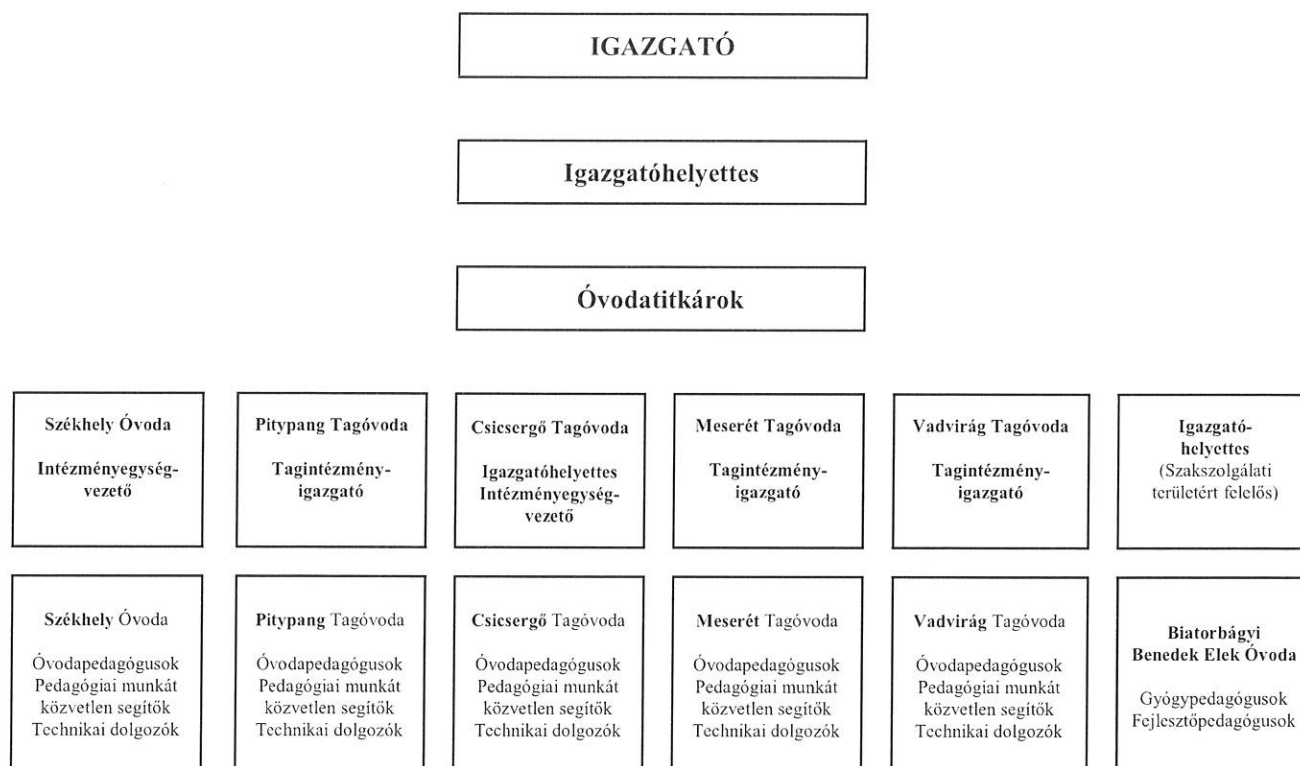 IGAZGATÓ
Igazgatóhelyettes
Óvodatitkárok
Székhely Óvoda
Intézményegység-
vezető
Pitypang Tagóvoda
Tagintézmény-
igazgató
Csicsergő Tagóvoda
Igazgatóhelyettes
Intézményegység-
vezető
Meserét Tagóvoda
Tagintézmény-
igazgató
Vadvirág Tagóvoda
Tagintézmény-
igazgató
Igazgató-
helyettes
(Szakszolgálati
területért felelős)
Székhely Óvoda
Óvodapedagógusok
Pedagógiai munkát
közvetlen segítők
Technikai dolgozók
Pitypang Tagóvoda
Óvodapedagógusok
Pedagógiai munkát
közvetlen segítők
Technikai dolgozók
Csicsergő Tagóvoda
Óvodapedagógusok
Pedagógiai munkát
közvetlen segítők
Technikai dolgozók
Meserét Tagóvoda
Óvodapedagógusok
Pedagógiai munkát
közvetlen segítők
Technikai dolgozók
Vadvirág Tagóvoda
Óvodapedagógusok
Pedagógiai munkát
közvetlen segítők
Technikai dolgozók
Biatorbágyi
Benedek Elek Óvoda
Gyógypedagógusok
Fejlesztőpedagógusok